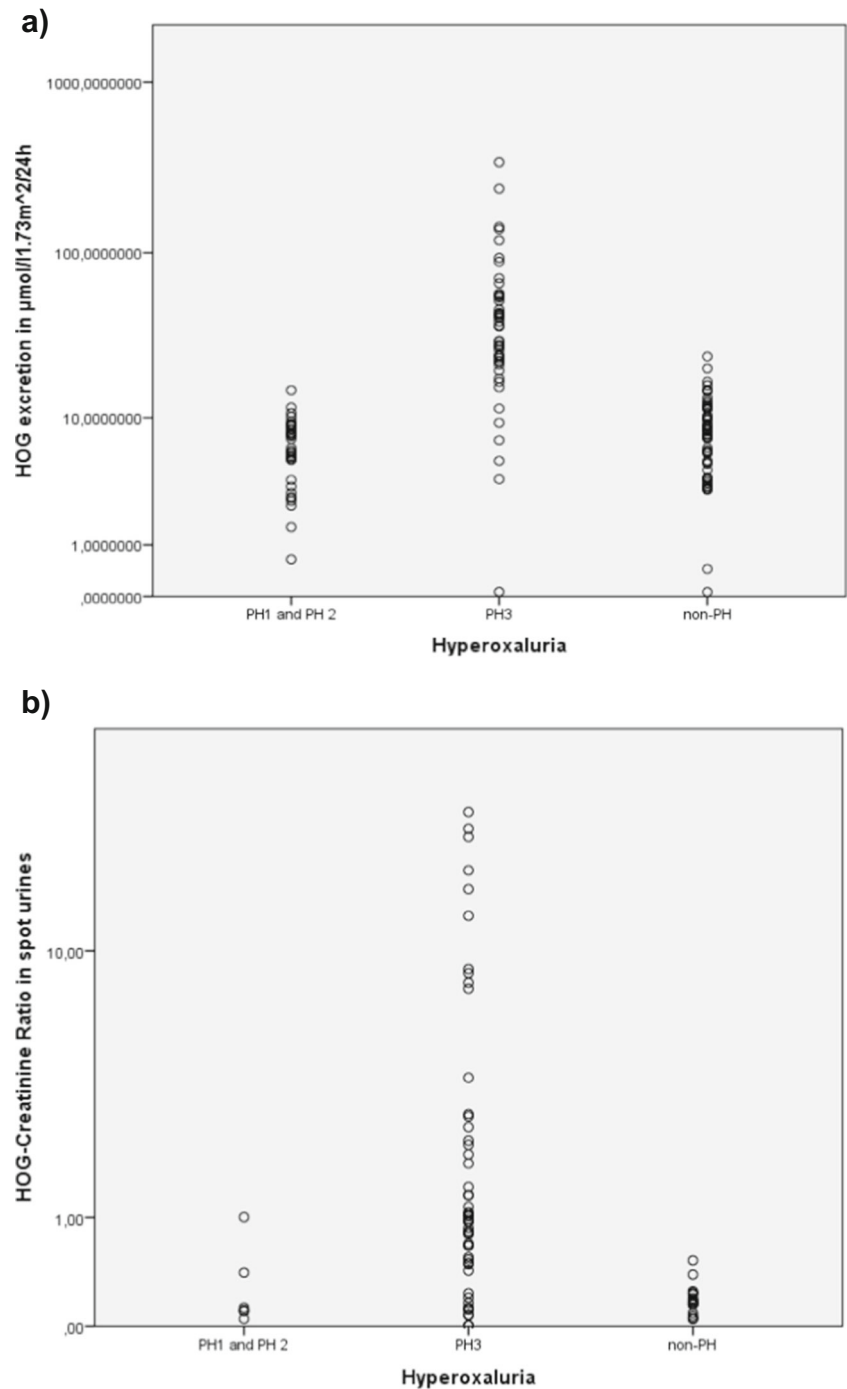 a)
HOG excretion in µmol/l1.73m^2/24h
1000,0000000
100,0000000
10,0000000
1,0000000
,0000000
PH1 and PH 2
PH3
non-PH
Hyperoxaluria
b)
HOG-Creatinine Ratio in spot urines
10,00
1,00
,00
PH1 and PH 2
PH3
non-PH
Hyperoxaluria